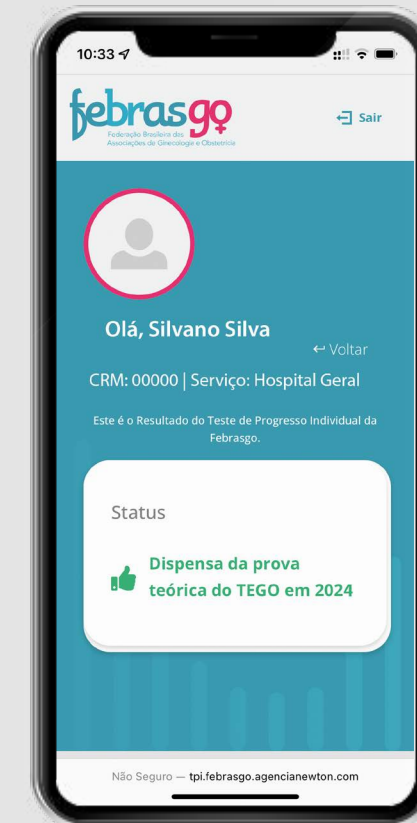 10:33
febrasgo
Federação Brasileira das
Associações de Ginecologia e Obstetrícia
Sair
Olá, Silvano Silva
Voltar
CRM: 00000 | Serviço: Hospital Geral
Este é o Resultado do Teste de Progresso Individual da
Febrasgo.
Status
Dispensa da prova
teórica do TEGO em 2024
Não Seguro — tpi.febrasgo.agencianewton.com